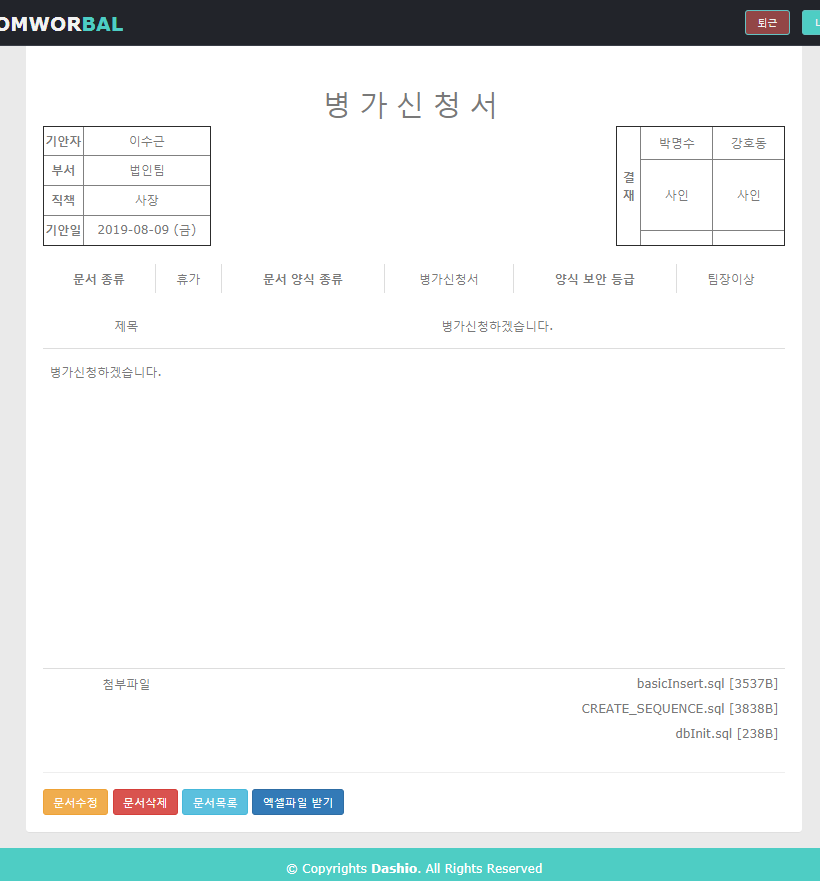 OMWORBAL 퇴근
병 가 신 청 서
기안자 이수근
부서 법인팀
직책 사장
기안일 2019-08-09 (금)
결재 박명수 강호동
사인 사인
문서 종류 휴가 문서 양식 종류 병가신청서 양식 보안 등급 팀장이상
제목 병가신청하겠습니다.
병가신청하겠습니다.
첨부파일 basicInsert.sql [3537B]
CREATE_SEQUENCE.sql [3838B]
dbInit.sql [238B]
문서수정 문서삭제 문서목록 엑셀파일 받기
© Copyrights Dashio. All Rights Reserved